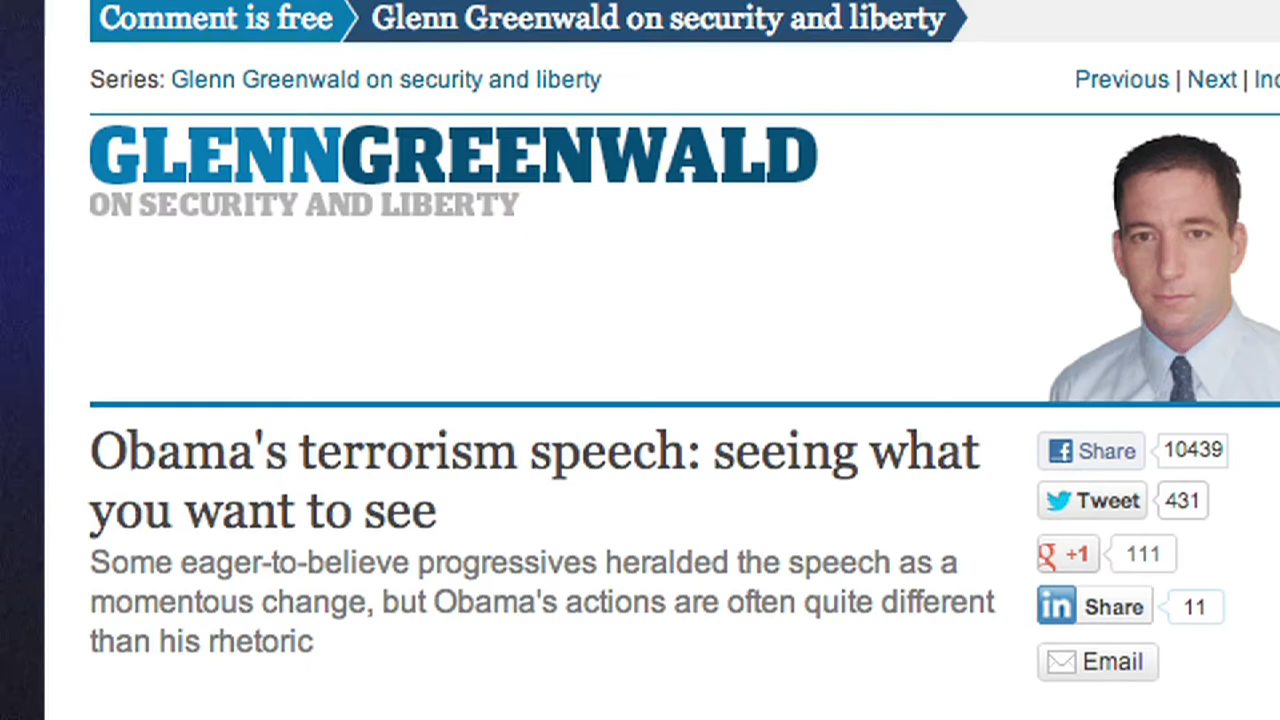 Comment is free Glenn Greenwald on security and liberty
Series: Glenn Greenwald on security and liberty Previous | Next |
GLENNGREENWALD
ON SECURITY AND LIBERTY
Obama's terrorism speech: seeing what
you want to see
Some eager-to-believe progressives heralded the speech as a
momentous change, but Obama's actions are often quite different
than his rhetoric
Share 10439
Tweet 431
+1 111
in Share 11
Email